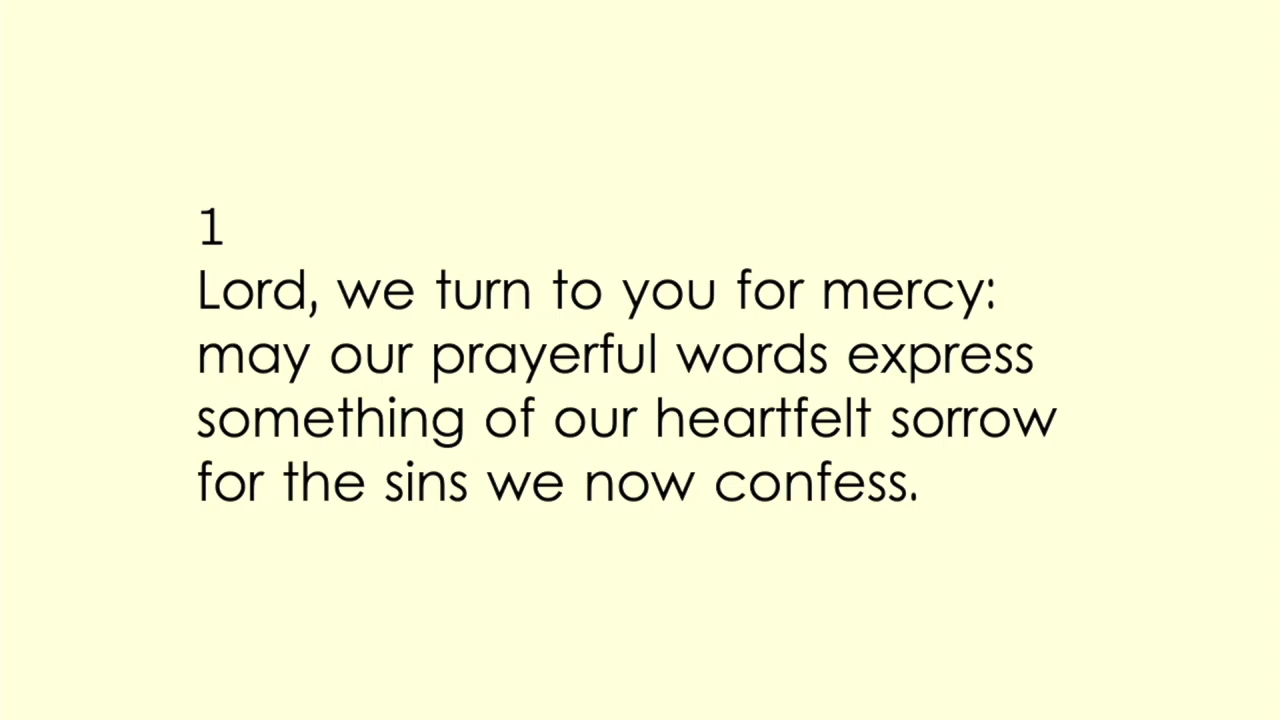 1
Lord, we turn to you for mercy:
may our prayerful words express
something of our heartfelt sorrow
for the sins we now confess.